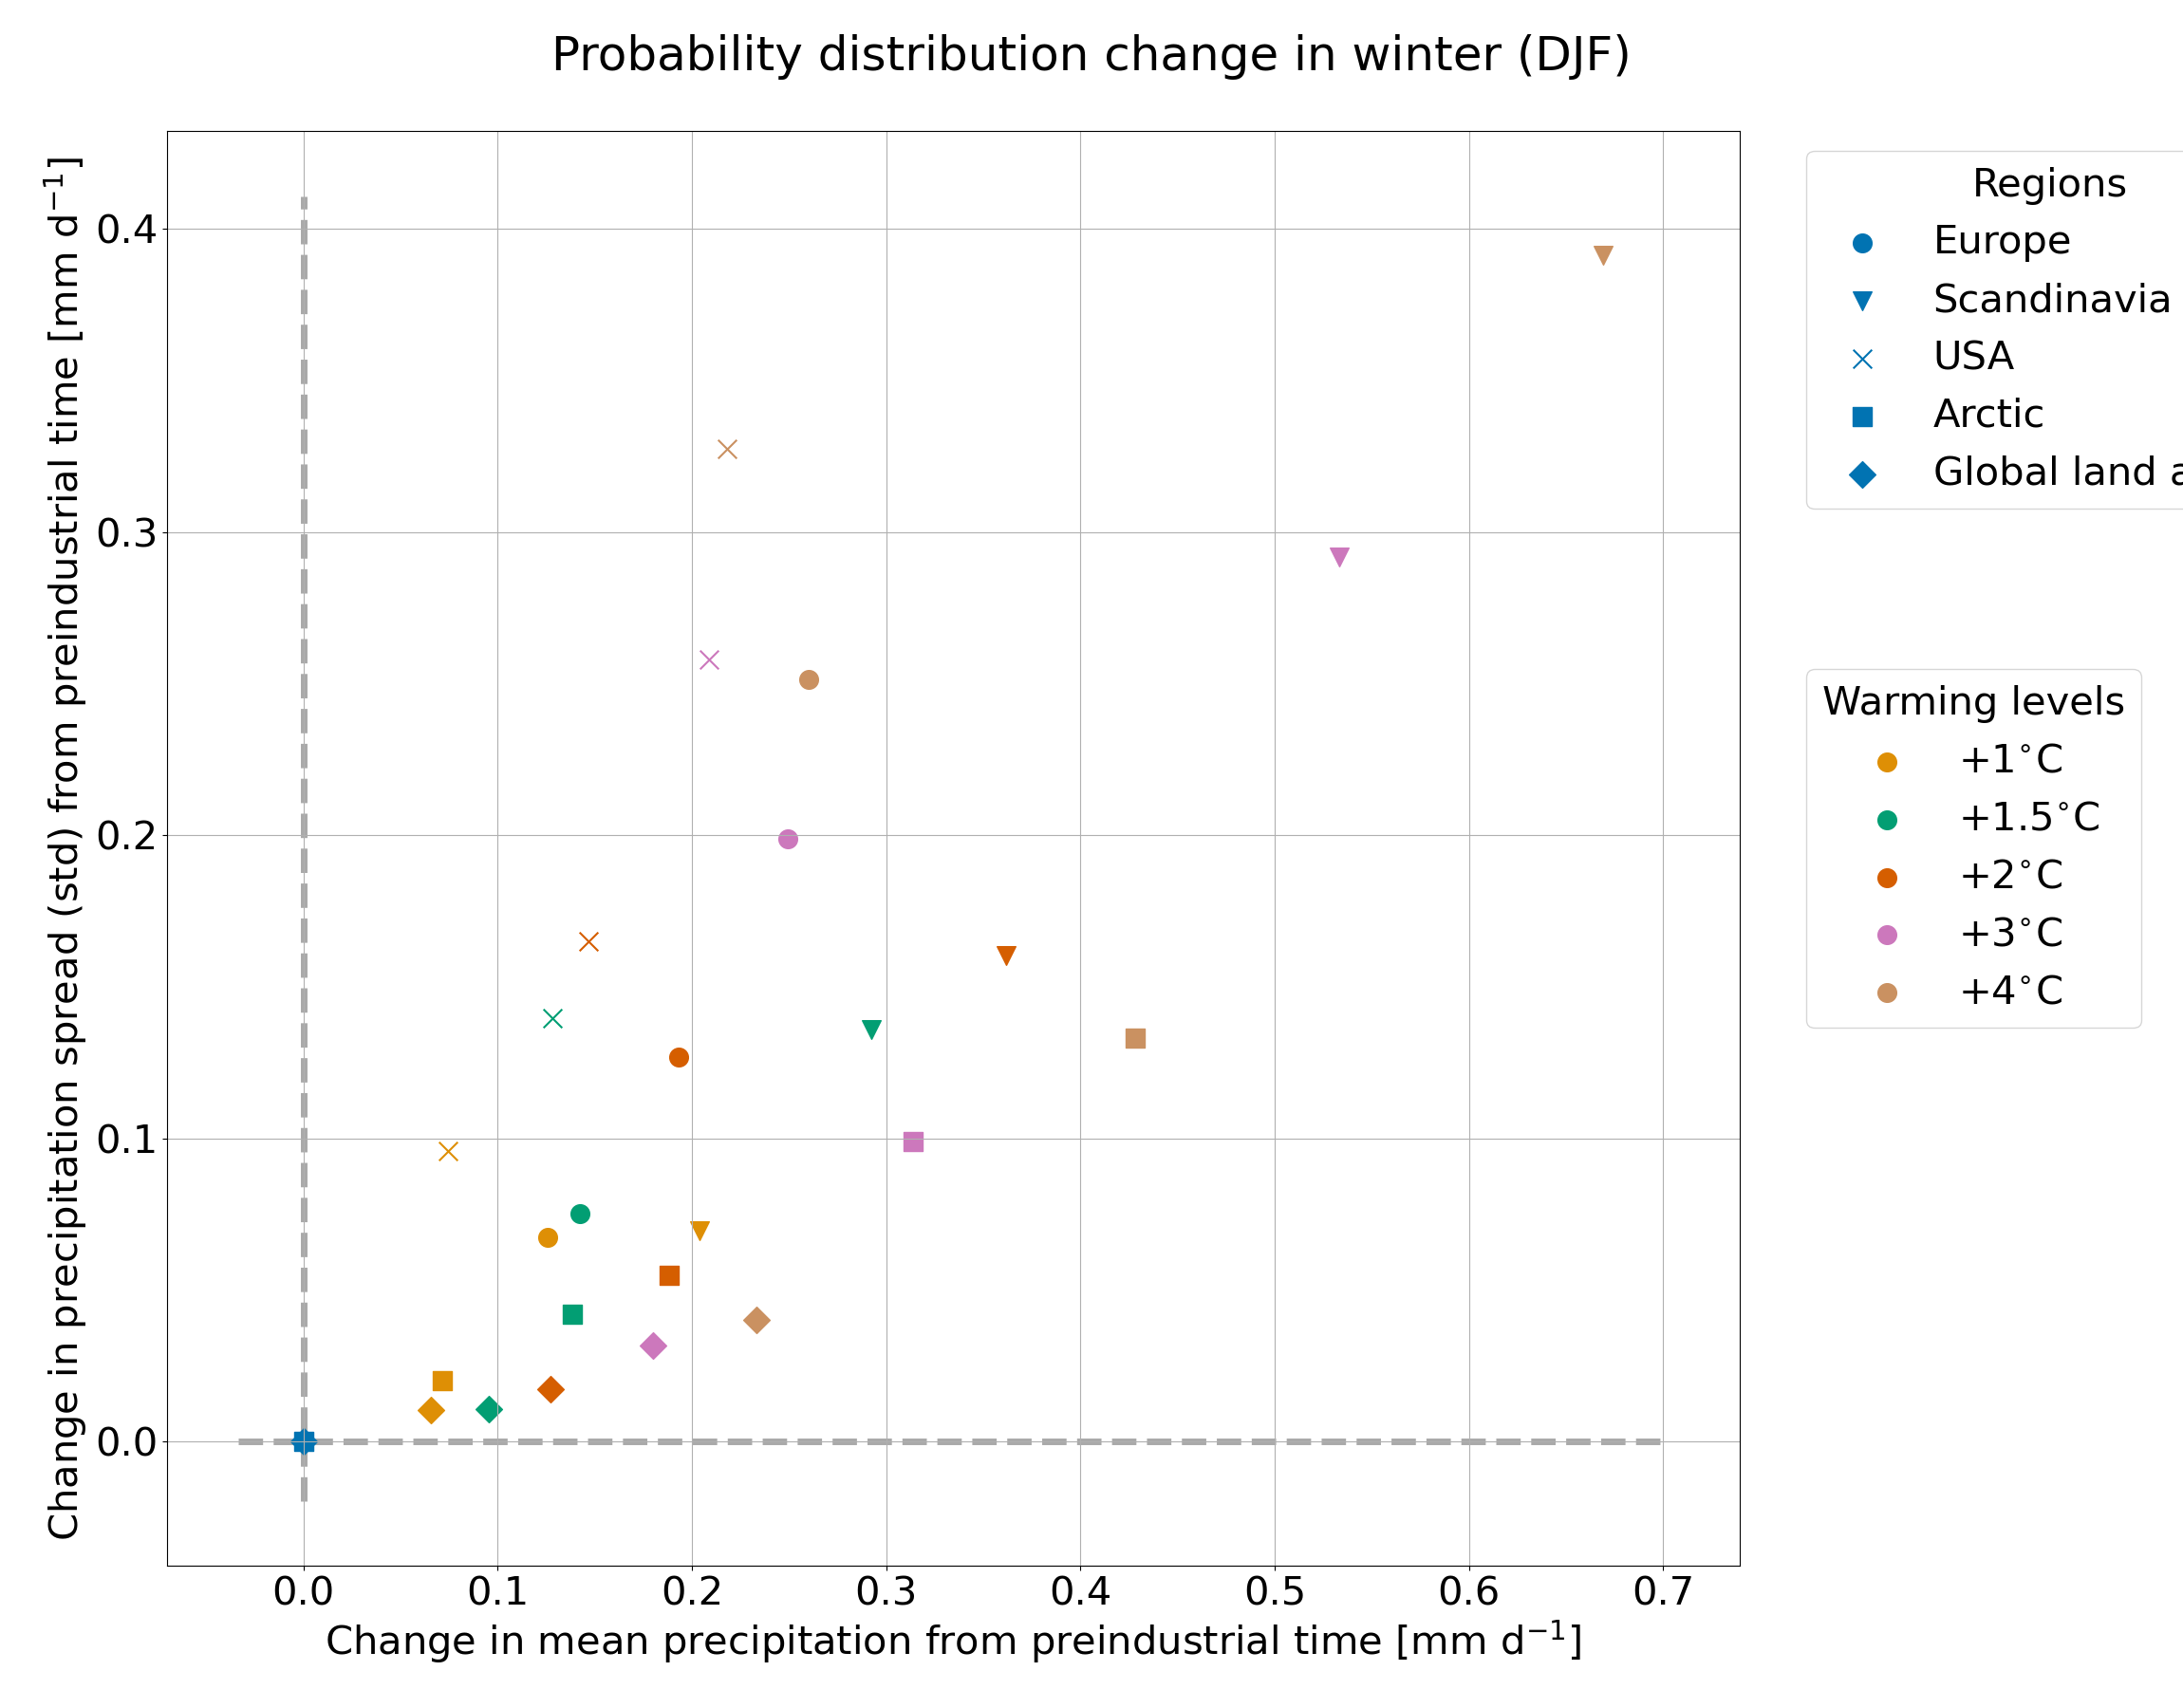 Probability distribution change in winter (DJF)
Change in precipitation spread (std) from preindustrial time [mm d⁻¹]
0.4
0.3
0.2
0.1
0.0
0.0 0.1 0.2 0.3 0.4 0.5 0.6 0.7
Change in mean precipitation from preindustrial time [mm d⁻¹]
Regions
Europe
Scandinavia
USA
Arctic
Global land
Warming levels
+1°C
+1.5°C
+2°C
+3°C
+4°C